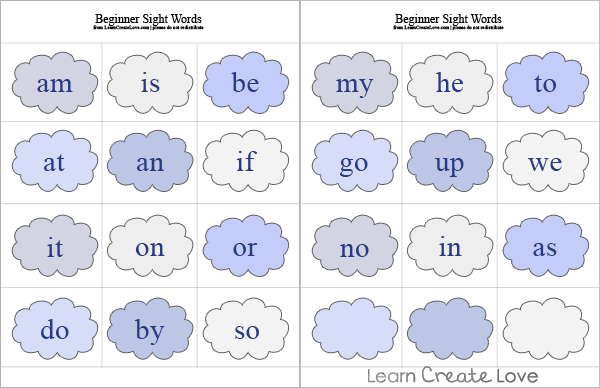 Beginner Sight Words
from LearnCreateLove.com | please do not redistribute
am is be
at an if
it on or
do by so
Beginner Sight Words
from LearnCreateLove.com | please do not redistribute
my he to
go up we
no in as
Learn Create Love